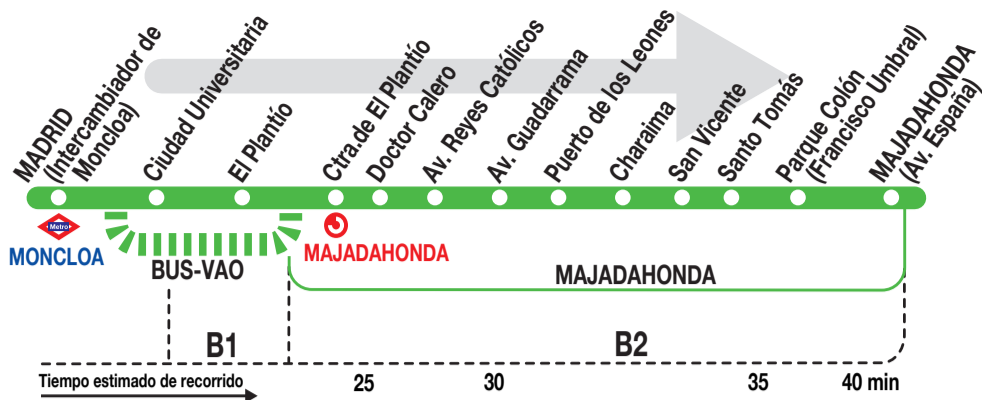 MADRID
(Intercambiador de
Moncloa)
Ciudad Universitaria
El Plantío
Ctra.de El Plantío
Doctor Calero
Av. Reyes Católicos
Av. Guadarrama
Puerto de los Leones
Charaima
San Vicente
Santo Tomás
Parque Colón
(Francisco Umbral)
MAJADAHONDA
(Av. España)
Metro
MONCLOA
BUS-VAO
MAJADAHONDA
MAJADAHONDA
B1
B2
Tiempo estimado de recorrido
25
30
35
40 min